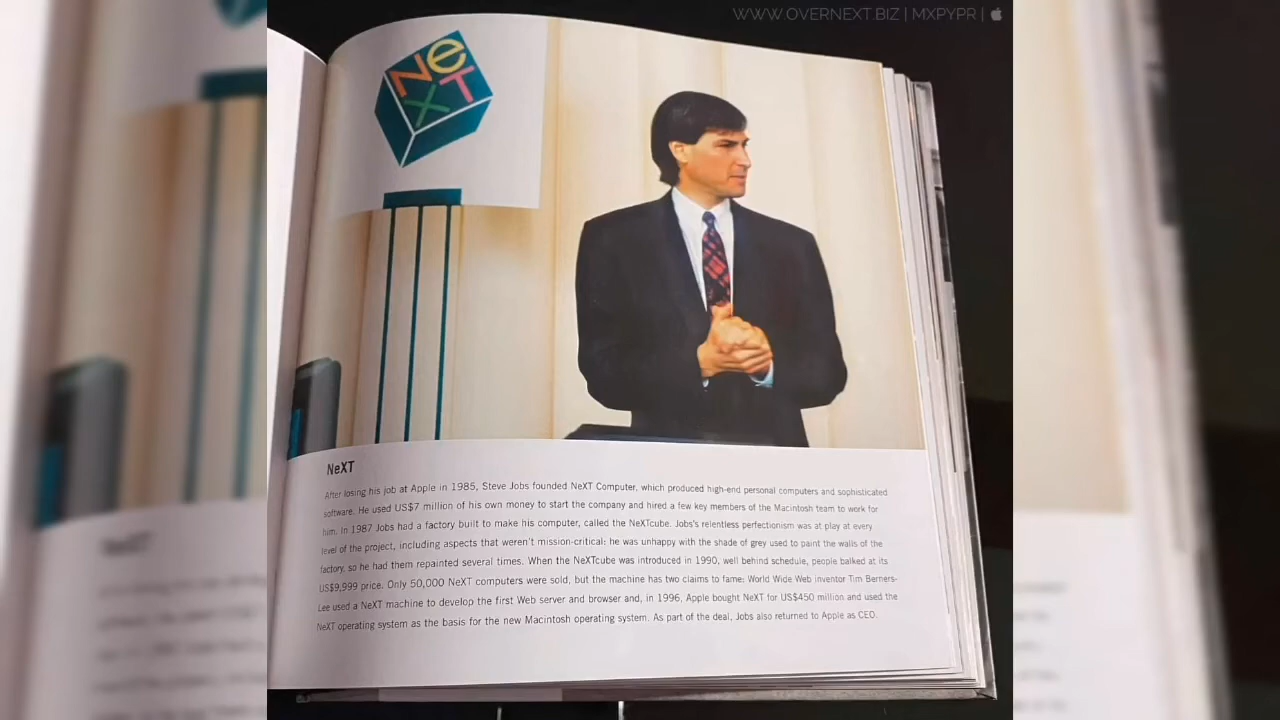 WWW.OVERNEXT.BIZ | MXPYPR |
NeXT
NeXT
After losing his job at Apple in 1985, Steve Jobs founded NeXT Computer, which produced high-end personal computers and sophisticated
software. He used US$7 million of his own money to start the company and hired a few key members of the Macintosh team to work for
him. In 1987 Jobs had a factory built to make his computer, called the NeXTcube. Jobs's relentless perfectionism was at play at every
level of the project, including aspects that weren't mission-critical: he was unhappy with the shade of grey used to paint the walls of the
factory, so he had them repainted several times. When the NeXTcube was introduced in 1990, well behind schedule, people balked at its
US$9,999 price. Only 50,000 NeXT computers were sold, but the machine has two claims to fame: World Wide Web inventor Tim Berners-
Lee used a NeXT machine to develop the first Web server and browser and, in 1996, Apple bought NeXT for US$450 million and used the
NeXT operating system as the basis for the new Macintosh operating system. As part of the deal, Jobs also returned to Apple as CEO.